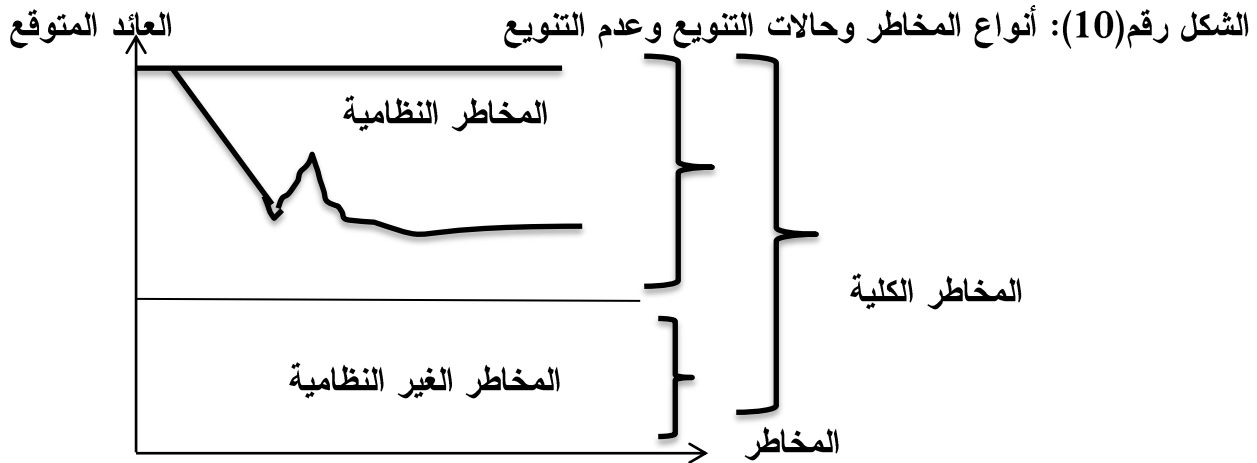 الشكل رقم(10): أنواع المخاطر وحالات التنويع وعدم التنويع
العائد المتوقع
المخاطر النظامية
المخاطر الكلية
المخاطر الغير النظامية
المخاطر